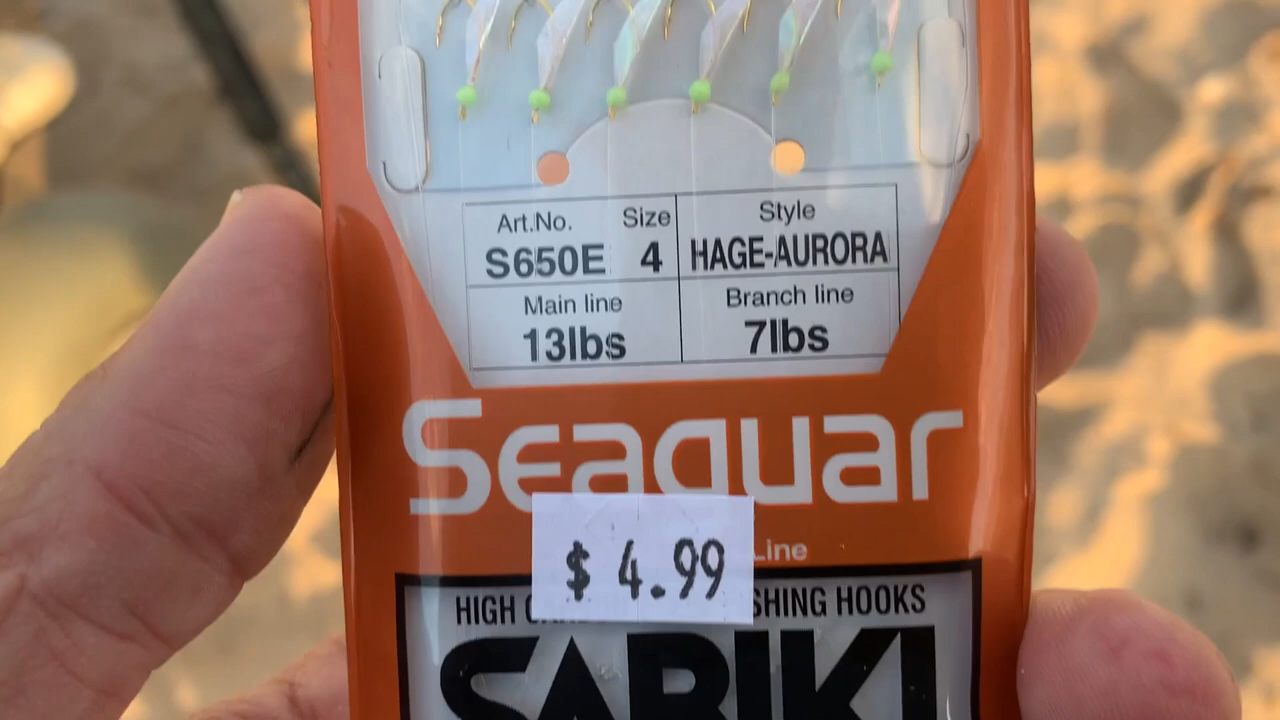 Art.No. Size Style
S650E 4 HAGE-AURORA
Main line Branch line
13lbs 7lbs
Seaguar
$ 4.99
Line
HIGH SHING HOOKS
SABIKI